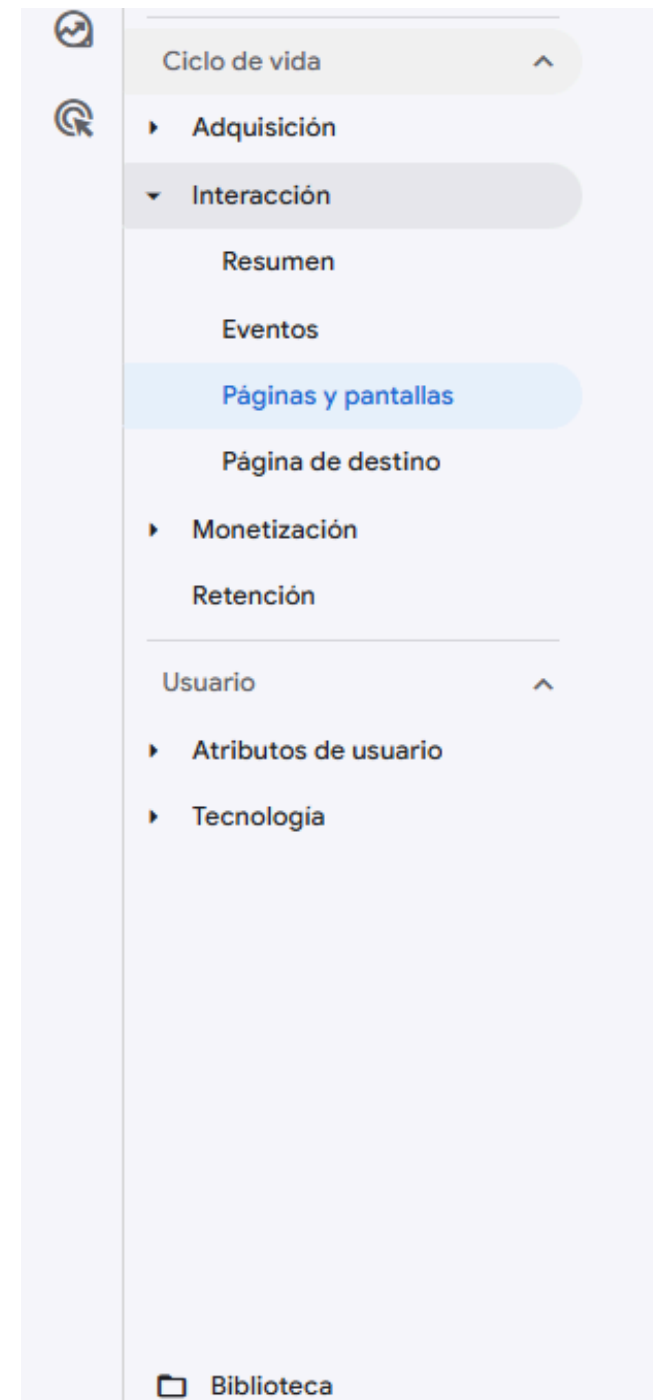 Ciclo de vida
Adquisición
Interacción
Resumen
Eventos
Páginas y pantallas
Página de destino
Monetización
Retención
Usuario
Atributos de usuario
Tecnología
Biblioteca